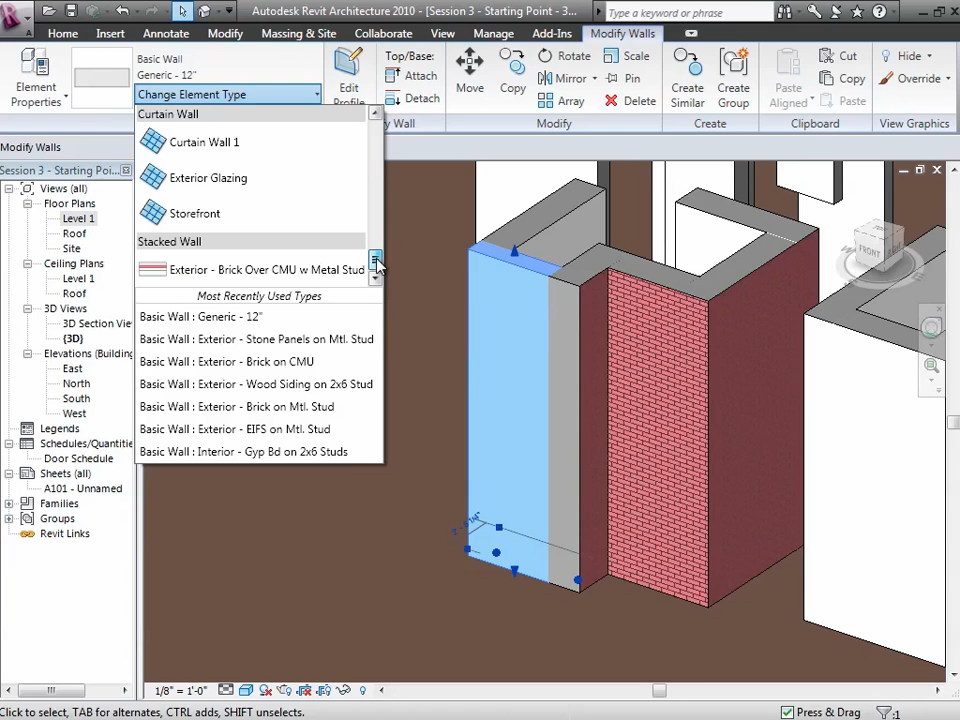 Autodesk Revit Architecture 2010 - [Session 3 - Starting Point - 3...
Type a keyword or phrase
Home Insert Annotate Modify Massing & Site Collaborate View Manage Add-Ins Modify Walls
Element
Properties
Basic Wall
Generic - 12"
Change Element Type
Edit
Profile
Top/Base:
Attach
Detach
Move
Copy
Rotate
Mirror
Array
Scale
Pin
Delete
Create
Similar
Create
Group
Paste
Aligned
Cut
Copy
Paste
Hide
Override
Wall
Modify
Create
Clipboard
View Graphics
Modify Walls
Session 3 - Starting Poi...
Views (all)
Floor Plans
Level 1
Roof
Site
Ceiling Plans
Level 1
Roof
3D Views
3D Section Vie
{3D}
Elevations (Building
East
North
South
West
Legends
Schedules/Quantitie
Door Schedule
Sheets (all)
A101 - Unnamed
Families
Groups
Revit Links
Curtain Wall
Curtain Wall 1
Exterior Glazing
Storefront
Stacked Wall
Exterior - Brick Over CMU w Metal Stud
Most Recently Used Types
Basic Wall : Generic - 12"
Basic Wall : Exterior - Stone Panels on Mtl. Stud
Basic Wall : Exterior - Brick on CMU
Basic Wall : Exterior - Wood Siding on 2x6 Stud
Basic Wall : Exterior - Brick on Mtl. Stud
Basic Wall : Exterior - EIFS on Mtl. Stud
Basic Wall : Interior - Gyp Bd on 2x6 Studs
FRONT
1/8" = 1'-0"
Click to select, TAB for alternates, CTRL adds, SHIFT unselects.
Press & Drag
:1